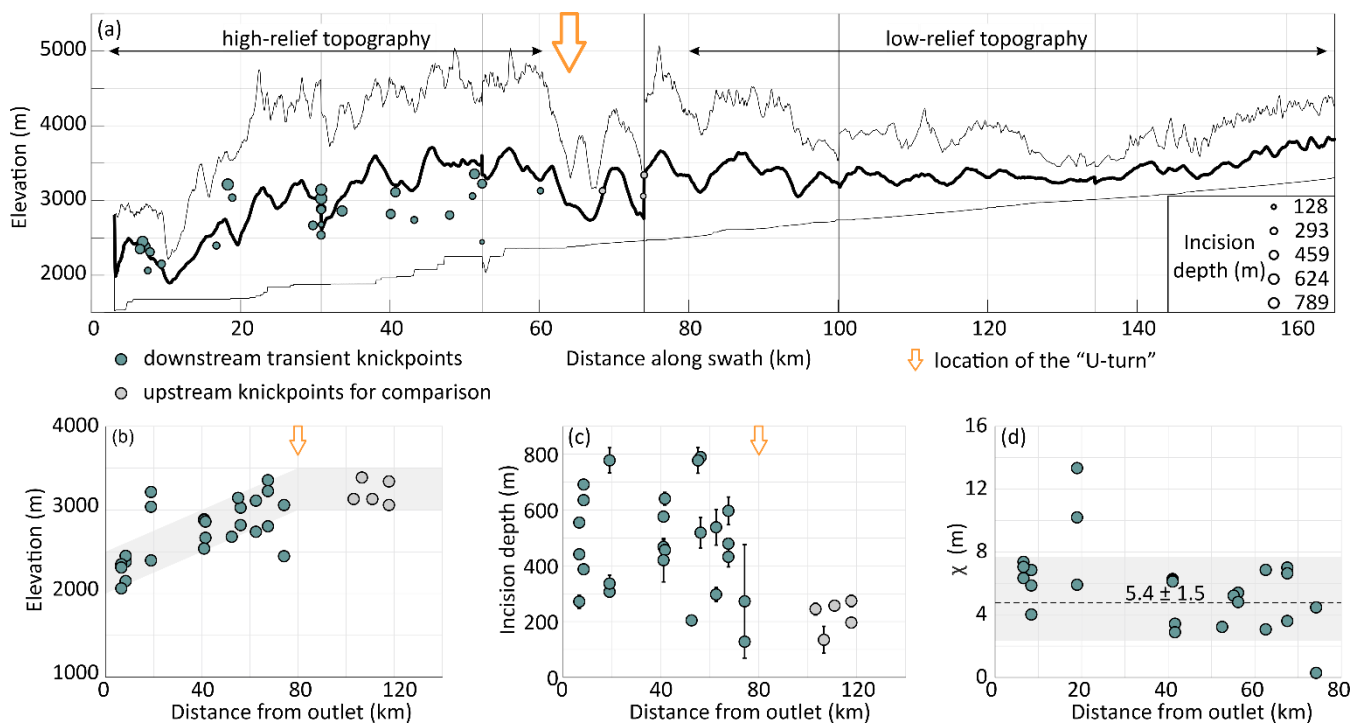 (a)
high-relief topography
low-relief topography
5000
4000
3000
2000
Elevation (m)
Incision depth (m)
128
293
459
624
789
0 20 40 60 80 100 120 140 160
Distance along swath (km)
downstream transient knickpoints
upstream knickpoints for comparison
location of the “U-turn”
(b)
4000
3000
2000
1000
Elevation (m)
0 40 80 120
Distance from outlet (km)
(c)
800
600
400
200
0
Incision depth (m)
0 40 80 120
Distance from outlet (km)
(d)
16
12
8
4
0
χ (m)
5.4 ± 1.5
0 20 40 60 80
Distance from outlet (km)